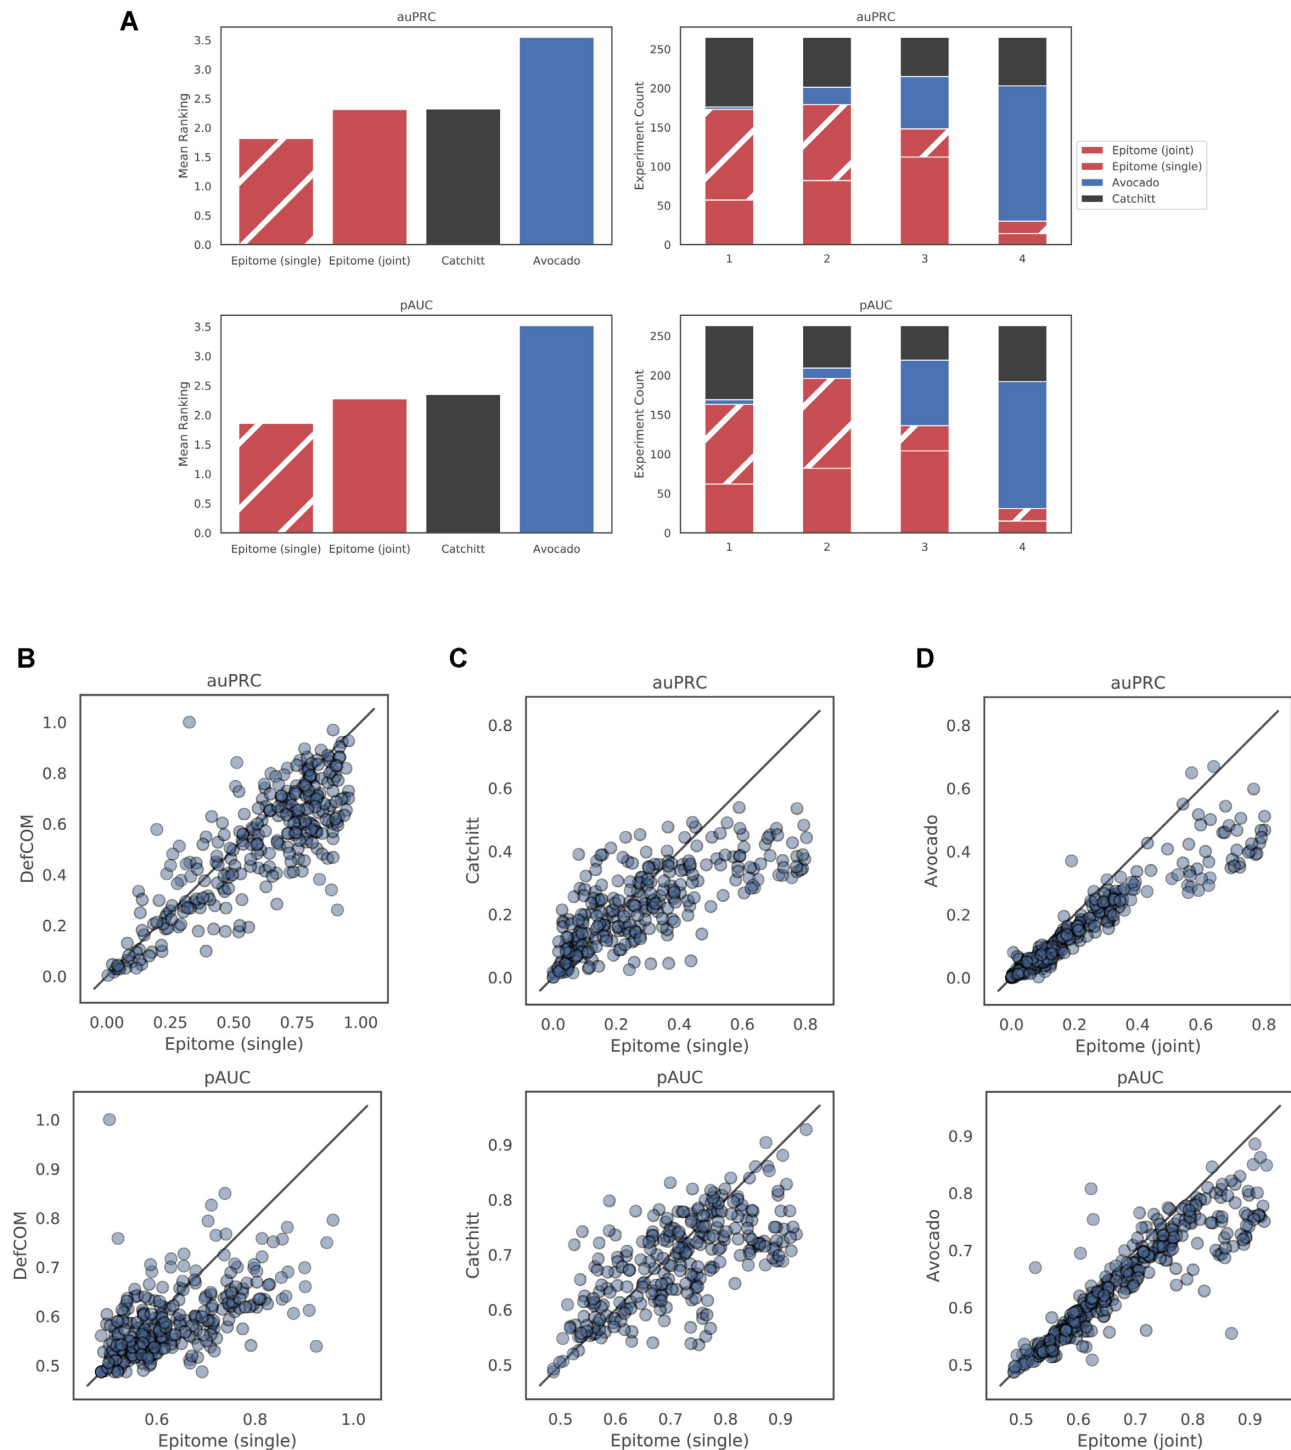 A
auPRC
auPRC
3.5
3.0
2.5
2.0
1.5
1.0
0.5
0.0
Mean Ranking
Epitome (single)
Epitome (joint)
Catchitt
Avocado
250
200
150
100
50
0
Experiment Count
1
2
3
4
Epitome (joint)
Epitome (single)
Avocado
Catchitt
pAUC
pAUC
3.5
3.0
2.5
2.0
1.5
1.0
0.5
0.0
Mean Ranking
Epitome (single)
Epitome (joint)
Catchitt
Avocado
250
200
150
100
50
0
Experiment Count
1
2
3
4
B
auPRC
1.0
0.8
0.6
0.4
0.2
0.0
DefCOM
0.00
0.25
0.50
0.75
1.00
Epitome (single)
pAUC
1.0
0.9
0.8
0.7
0.6
0.5
DefCOM
0.6
0.8
1.0
Epitome (single)
C
auPRC
0.8
0.6
0.4
0.2
0.0
Catchitt
0.0
0.2
0.4
0.6
0.8
Epitome (single)
pAUC
0.9
0.8
0.7
0.6
0.5
Catchitt
0.5
0.6
0.7
0.8
0.9
Epitome (single)
D
auPRC
0.8
0.6
0.4
0.2
0.0
Avocado
0.0
0.2
0.4
0.6
0.8
Epitome (joint)
pAUC
0.9
0.8
0.7
0.6
0.5
Avocado
0.5
0.6
0.7
0.8
0.9
Epitome (joint)